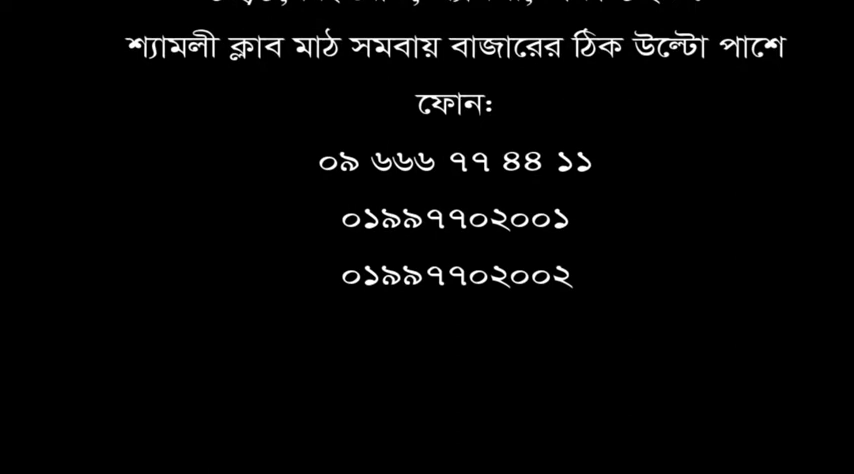 শ্যামলী ক্লাব মাঠ সমবায় বাজারের ঠিক উল্টো পাশে
ফোন:
০৯ ৬৬৬ ৭৭ ৪৪ ১১
০১৯৯৭৭০২০০১
০১৯৯৭৭০২০০২